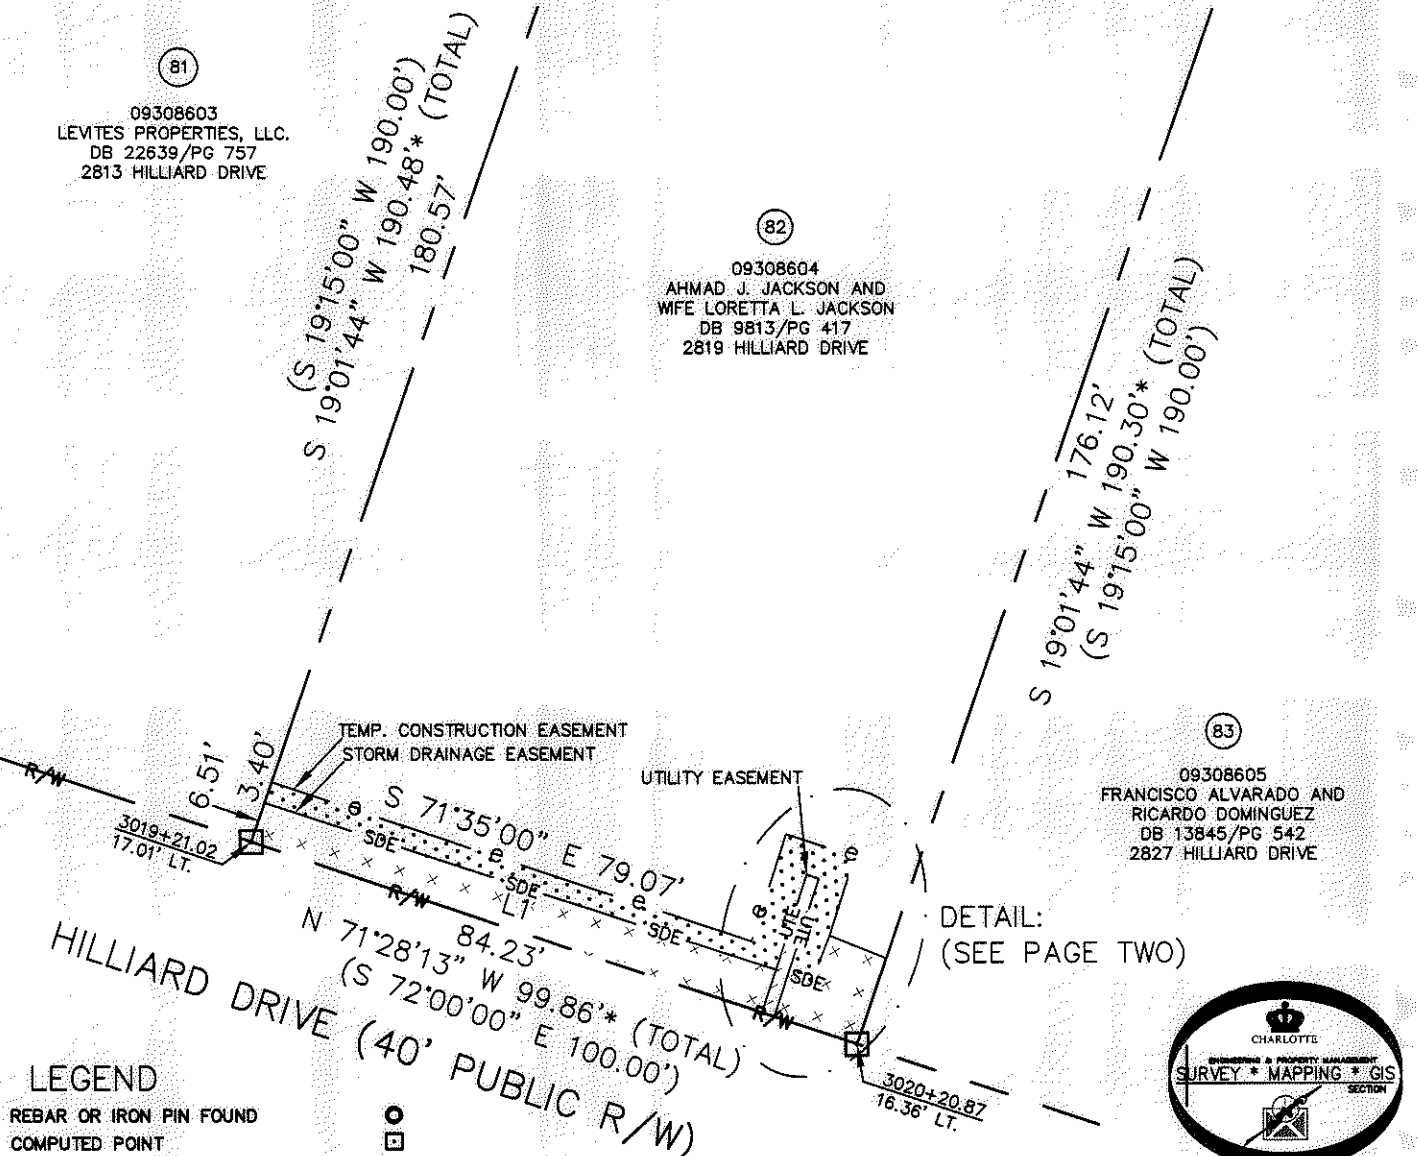 81
09308603
LEVITES PROPERTIES, LLC.
DB 22639/PG 757
2813 HILLIARD DRIVE
(S 19°15'00" W 190.00')
S 19°01'44" W 190.48'* (TOTAL)
180.57'
82
09308604
AHMAD J. JACKSON AND
WIFE LORETTA L. JACKSON
DB 9813/PG 417
2819 HILLIARD DRIVE
176.12'
S 19°01'44" W 190.30'* (TOTAL)
(S 19°15'00" W 190.00')
83
09308605
FRANCISCO ALVARADO AND
RICARDO DOMINGUEZ
DB 13845/PG 542
2827 HILLIARD DRIVE
TEMP. CONSTRUCTION EASEMENT
STORM DRAINAGE EASEMENT
UTILITY EASEMENT
R/W
6.51'
3.40'
3019+21.02
17.01' LT.
S 71°35'00" E 79.07'
SDE
SDE
SDE
SDE
UTE
UTE
R/W
L1
84.23'
N 71°28'13" W 99.86'* (TOTAL)
(S 72°00'00" E 100.00')
R/W
HILLIARD DRIVE (40' PUBLIC R/W)
DETAIL:
(SEE PAGE TWO)
3020+20.87
16.36' LT.
LEGEND
REBAR OR IRON PIN FOUND
COMPUTED POINT
CHARLOTTE
ENGINEERING & PROPERTY MANAGEMENT
SURVEY * MAPPING * GIS
SECTION